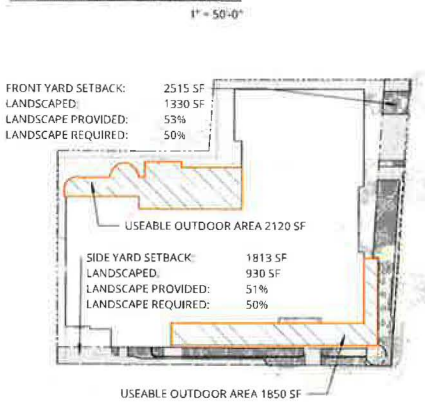 1" = 50'-0"
FRONT YARD SETBACK: 2515 SF
LANDSCAPED: 1330 SF
LANDSCAPE PROVIDED: 53%
LANDSCAPE REQUIRED: 50%
USEABLE OUTDOOR AREA 2120 SF
SIDE YARD SETBACK: 1813 SF
LANDSCAPED: 930 SF
LANDSCAPE PROVIDED: 51%
LANDSCAPE REQUIRED: 50%
USEABLE OUTDOOR AREA 1850 SF